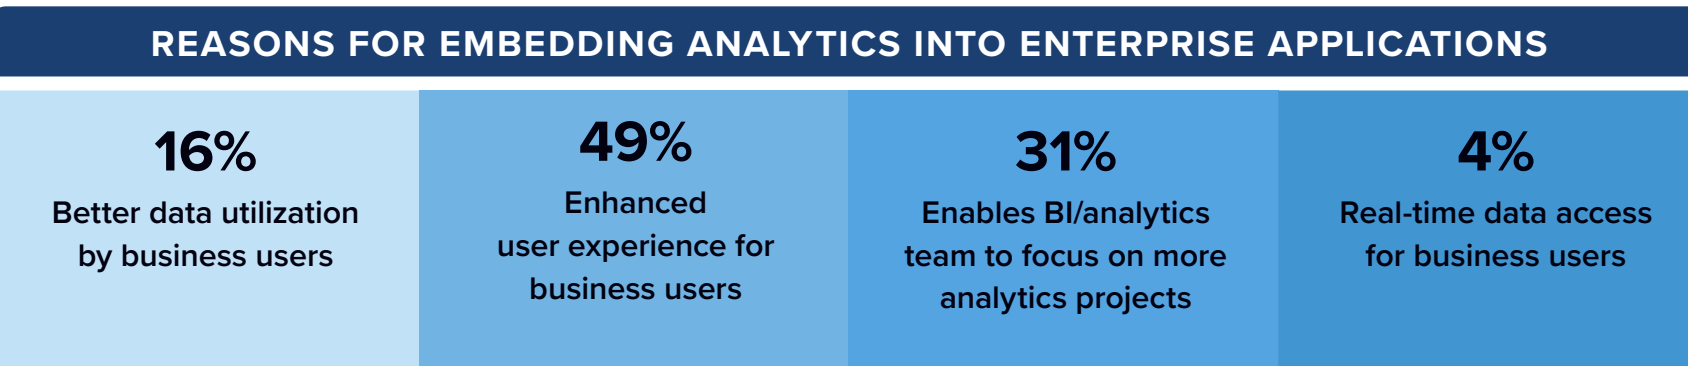 REASONS FOR EMBEDDING ANALYTICS INTO ENTERPRISE APPLICATIONS
16%
Better data utilization
by business users
49%
Enhanced
user experience for
business users
31%
Enables BI/analytics
team to focus on more
analytics projects
4%
Real-time data access
for business users